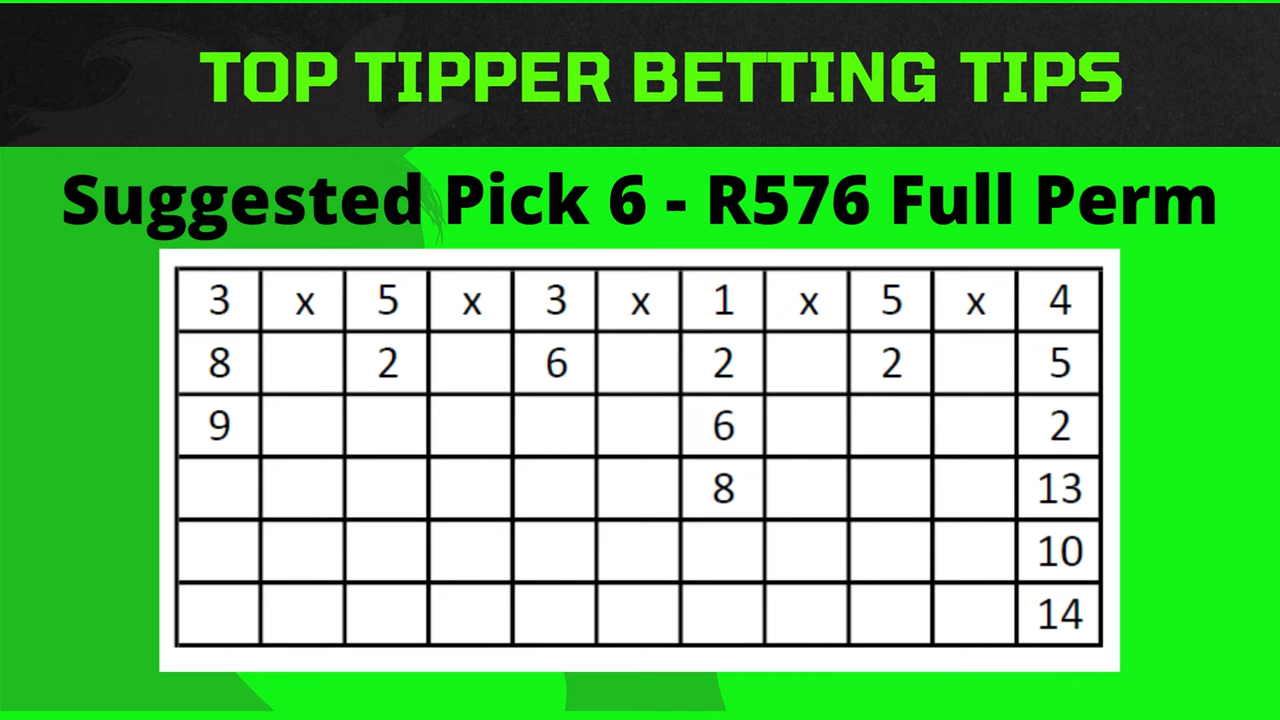 TOP TIPPER BETTING TIPS
Suggested Pick 6 - R576 Full Perm
3 x 5 x 3 x 1 x 5 x 4
8 2 6 2 2 5
9 6 2
8 13
10
14